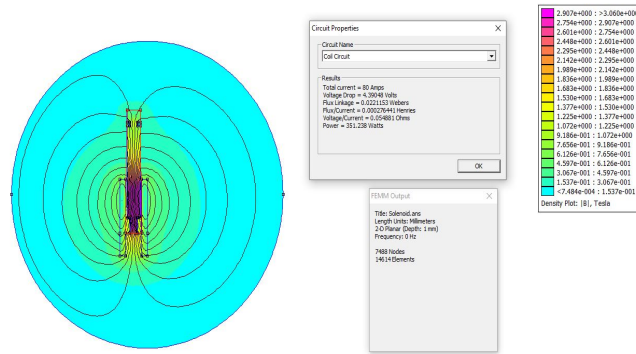 Circuit Properties
Circuit Name
Coil Circuit
Results
Total current = 80 Amps
Voltage Drop = 4.39048 Volts
Flux Linkage = 0.0221153 Webers
Flux/Current = 0.000276441 Henries
Voltage/Current = 0.054881 Ohms
Power = 351.238 Watts
OK
FEMM Output
Title: Solenoid.ans
Length Units: Millimeters
2-D Planar (Depth: 1 mm)
Frequency: 0 Hz
7488 Nodes
14614 Elements
2.907e+000 : >3.060e+000
2.754e+000 : 2.907e+000
2.601e+000 : 2.754e+000
2.448e+000 : 2.601e+000
2.295e+000 : 2.448e+000
2.142e+000 : 2.295e+000
1.989e+000 : 2.142e+000
1.836e+000 : 1.989e+000
1.683e+000 : 1.836e+000
1.530e+000 : 1.683e+000
1.377e+000 : 1.530e+000
1.225e+000 : 1.377e+000
1.072e+000 : 1.225e+000
9.186e-001 : 1.072e+000
7.656e-001 : 9.186e-001
6.126e-001 : 7.656e-001
4.597e-001 : 6.126e-001
3.067e-001 : 4.597e-001
1.537e-001 : 3.067e-001
<7.484e-004 : 1.537e-001
Density Plot: |B|, Tesla